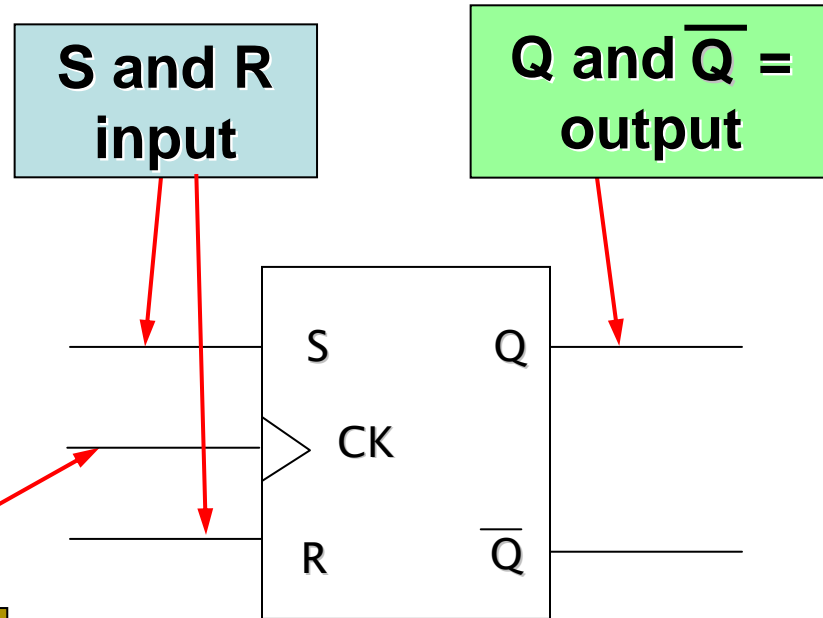 S and R
input
Q and Q̅ =
output
S
Q
CK
R
Q̅